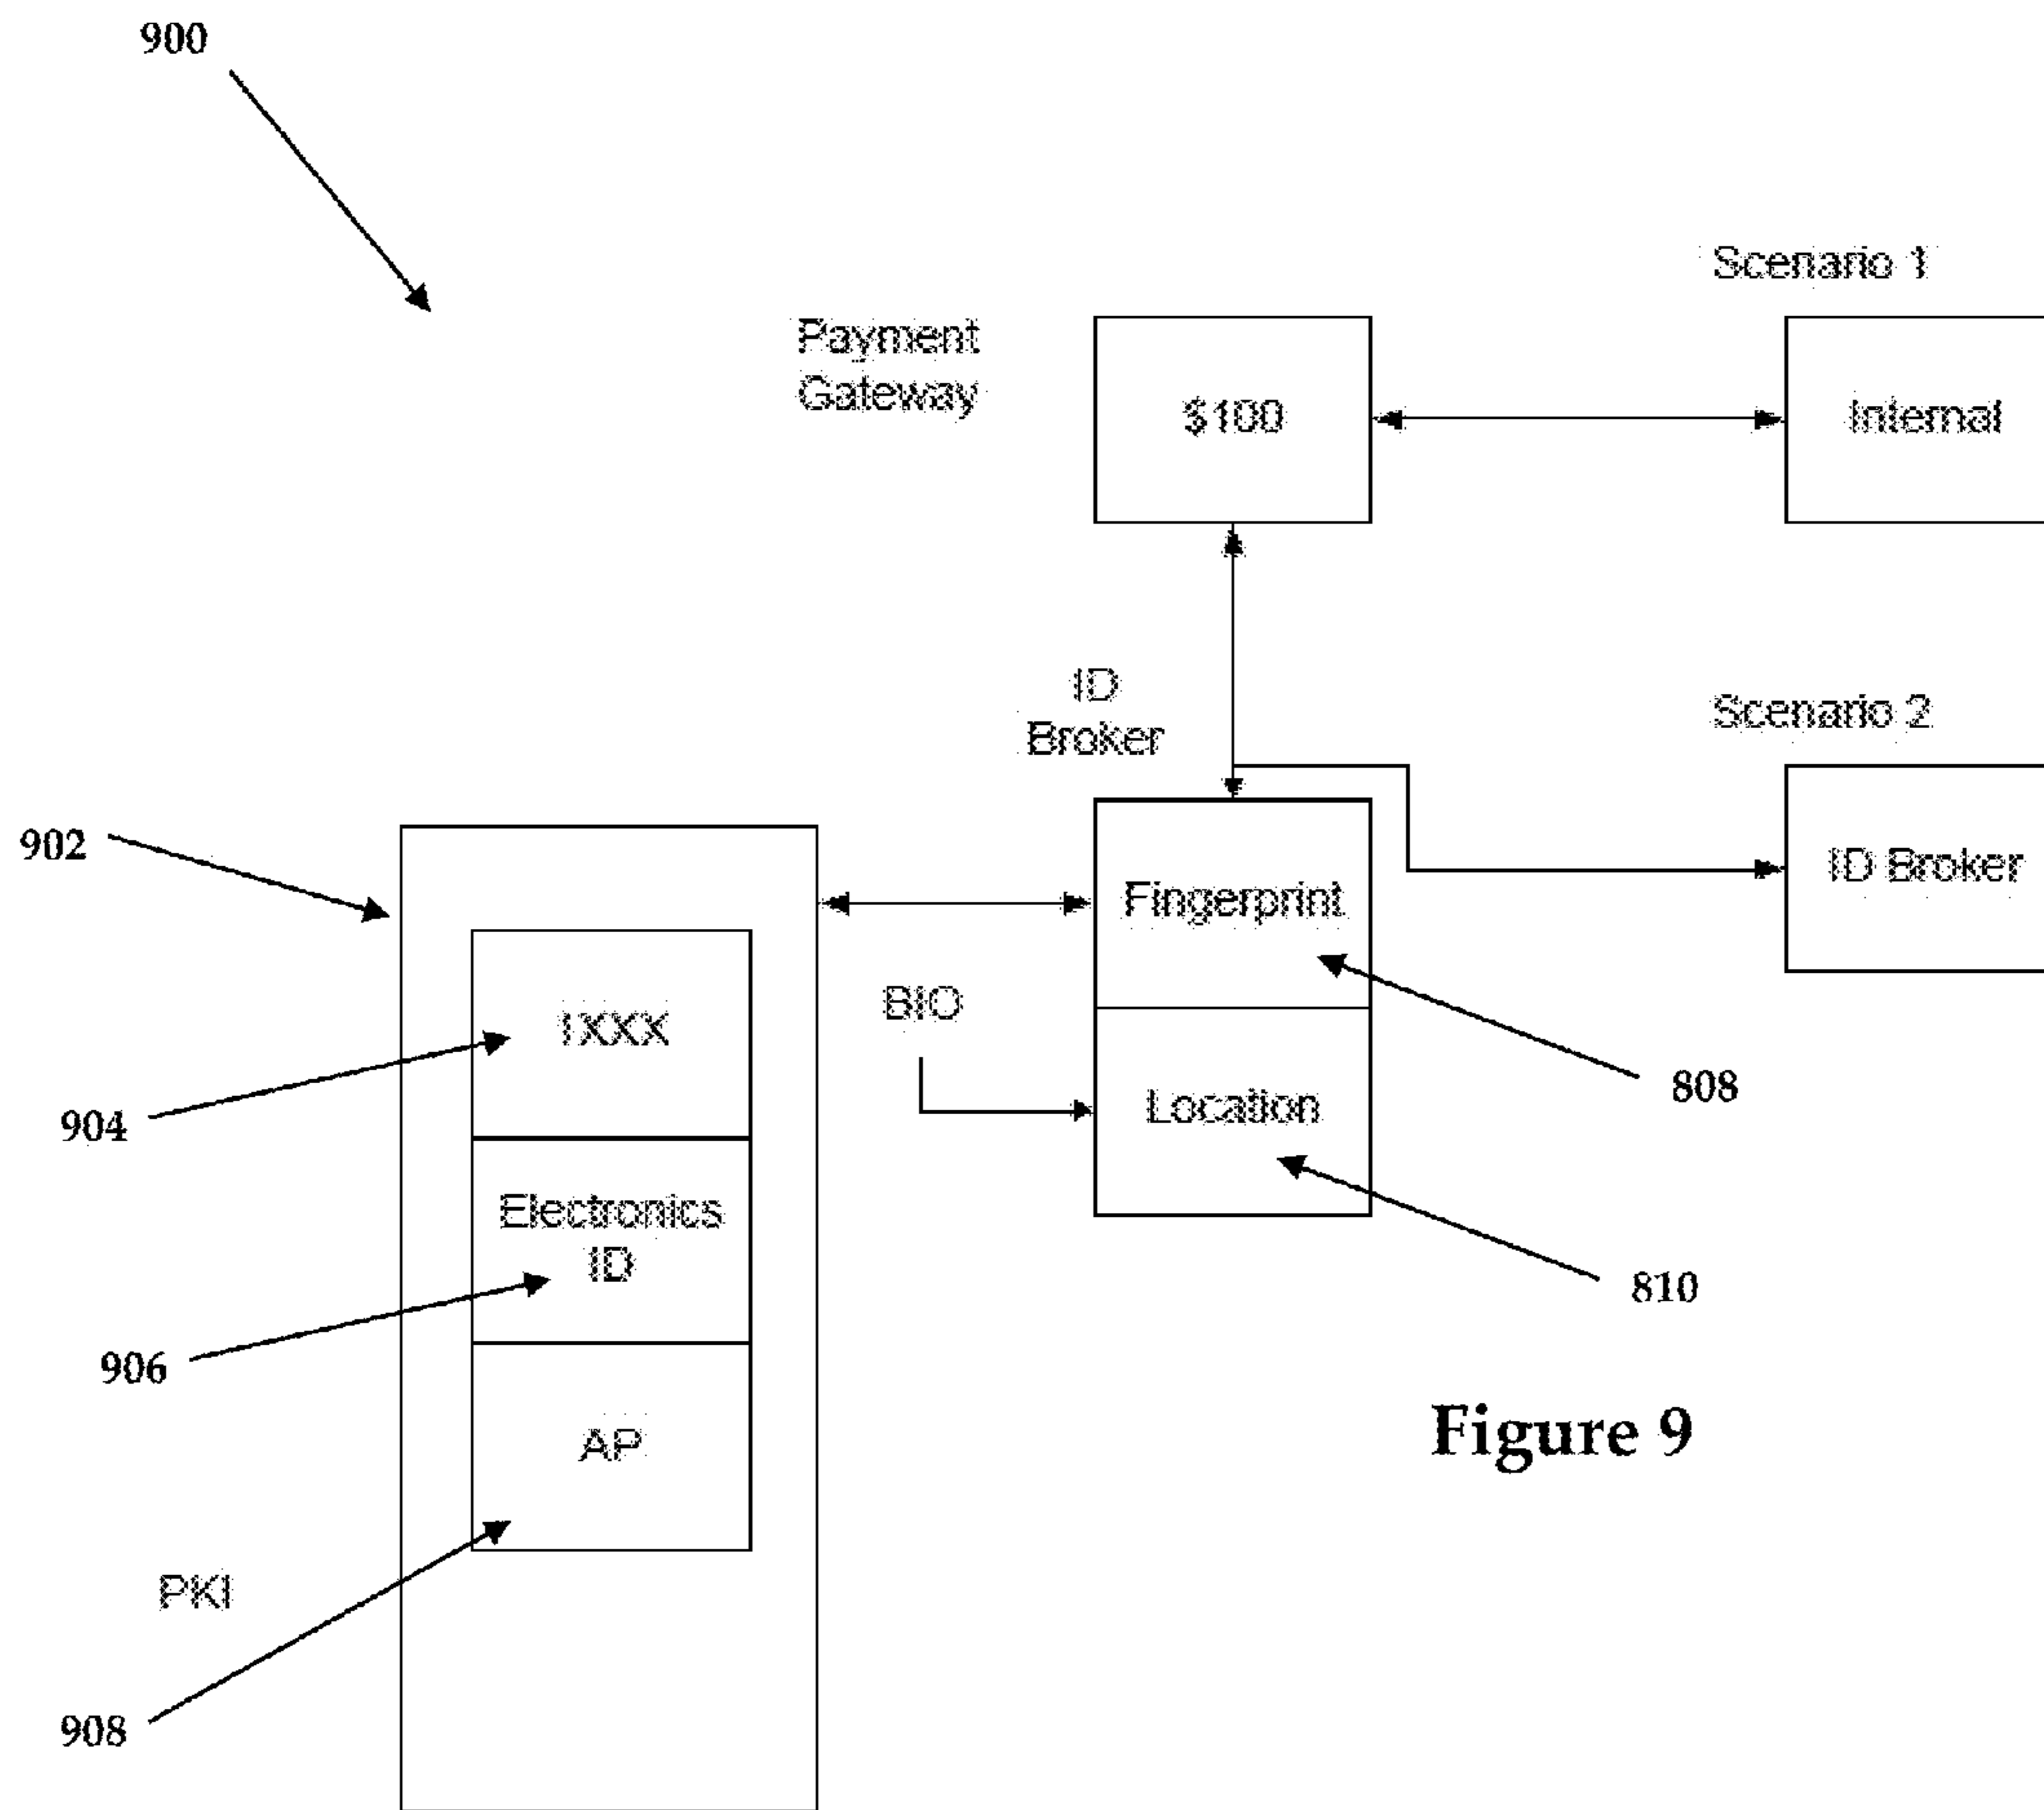 900
Scenario 1
Payment
Gateway
$100
Internal
ID
Broker
Scenario 2
902
ID Broker
Fingerprint
BIO
1XXX
904
808
Location
Electronics
ID
810
906
Figure 9
AP
PKI
908